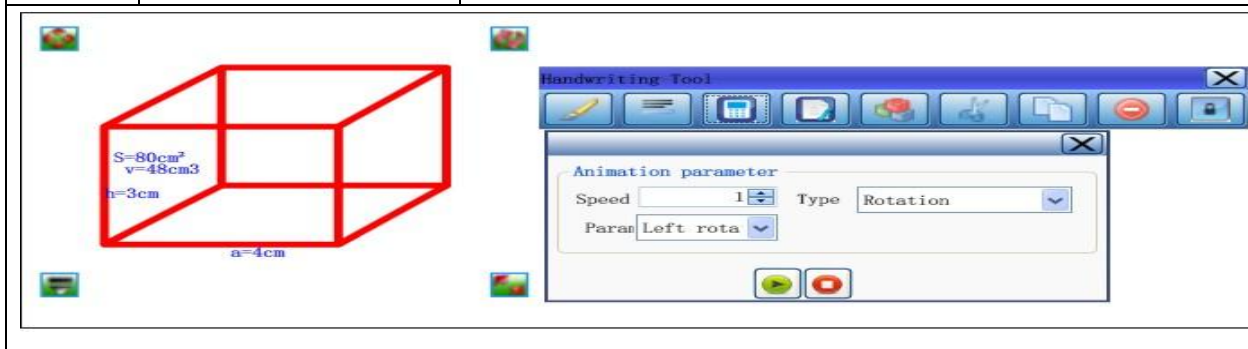 S=80cm²
v=48cm3
h=3cm
a=4cm
Handwriting Tool
Animation parameter
Speed 1 Type Rotation
Param Left rota